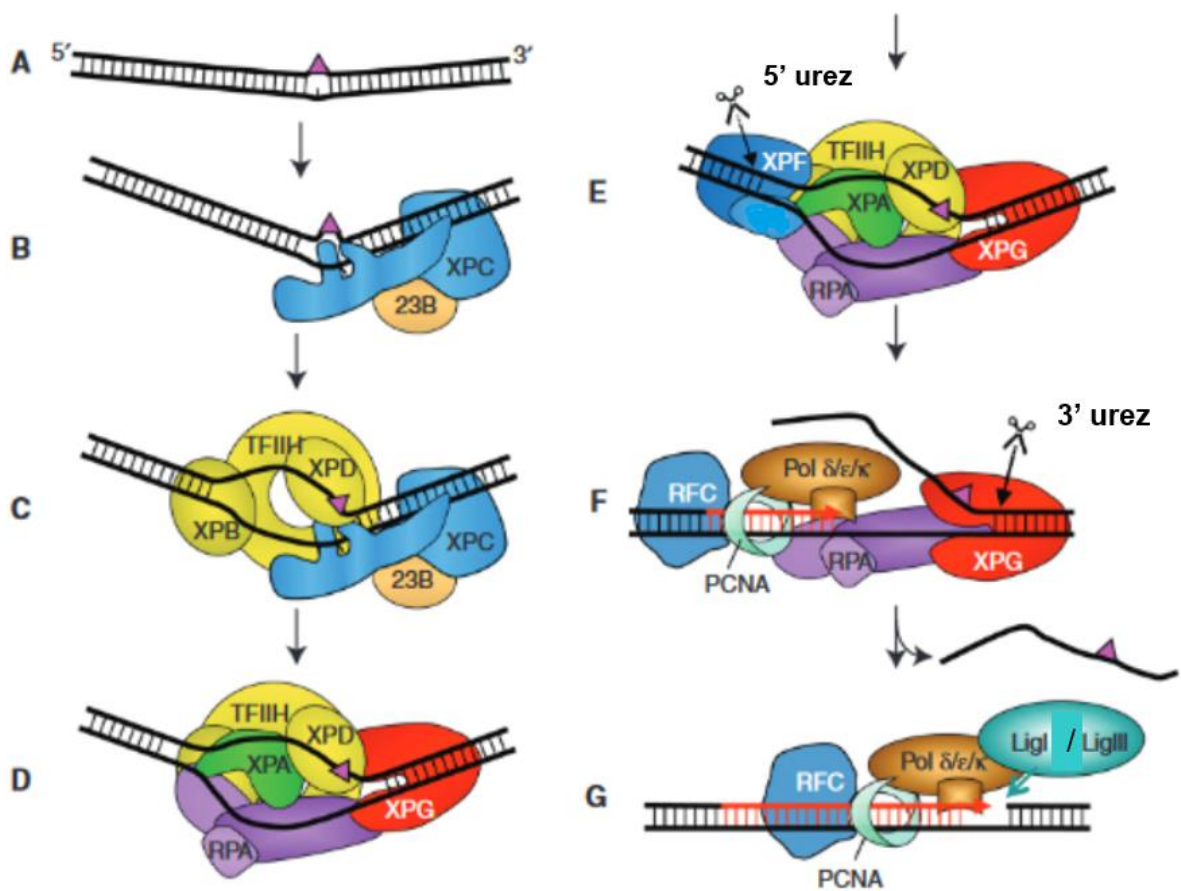 A
5′
3′
B
XPC
23B
C
TFIIH
XPD
XPB
XPC
23B
D
TFIIH
XPD
XPA
XPG
RPA
5’ urez
E
XPF
TFIIH
XPD
XPA
XPG
RPA
3’ urez
F
RFC
Pol δ/ε/κ
PCNA
RPA
XPG
G
RFC
Pol δ/ε/κ
LigI / LigIII
PCNA